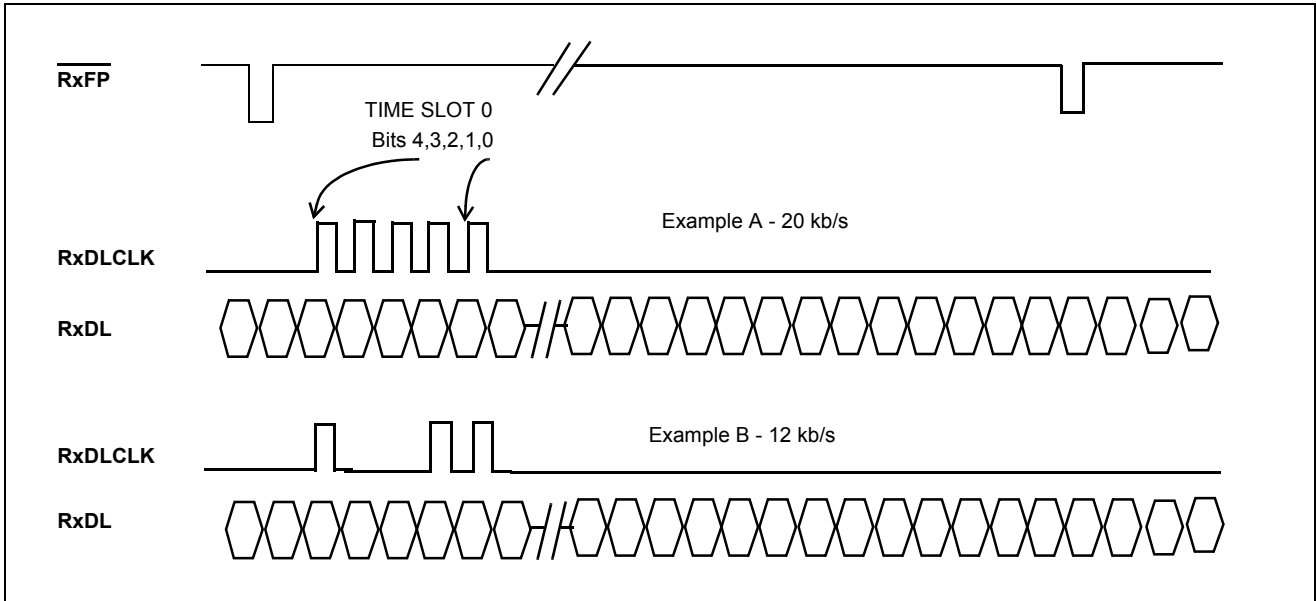 RxFP
TIME SLOT 0
Bits 4,3,2,1,0
Example A - 20 kb/s
RxDLCLK
RxDL
Example B - 12 kb/s
RxDLCLK
RxDL